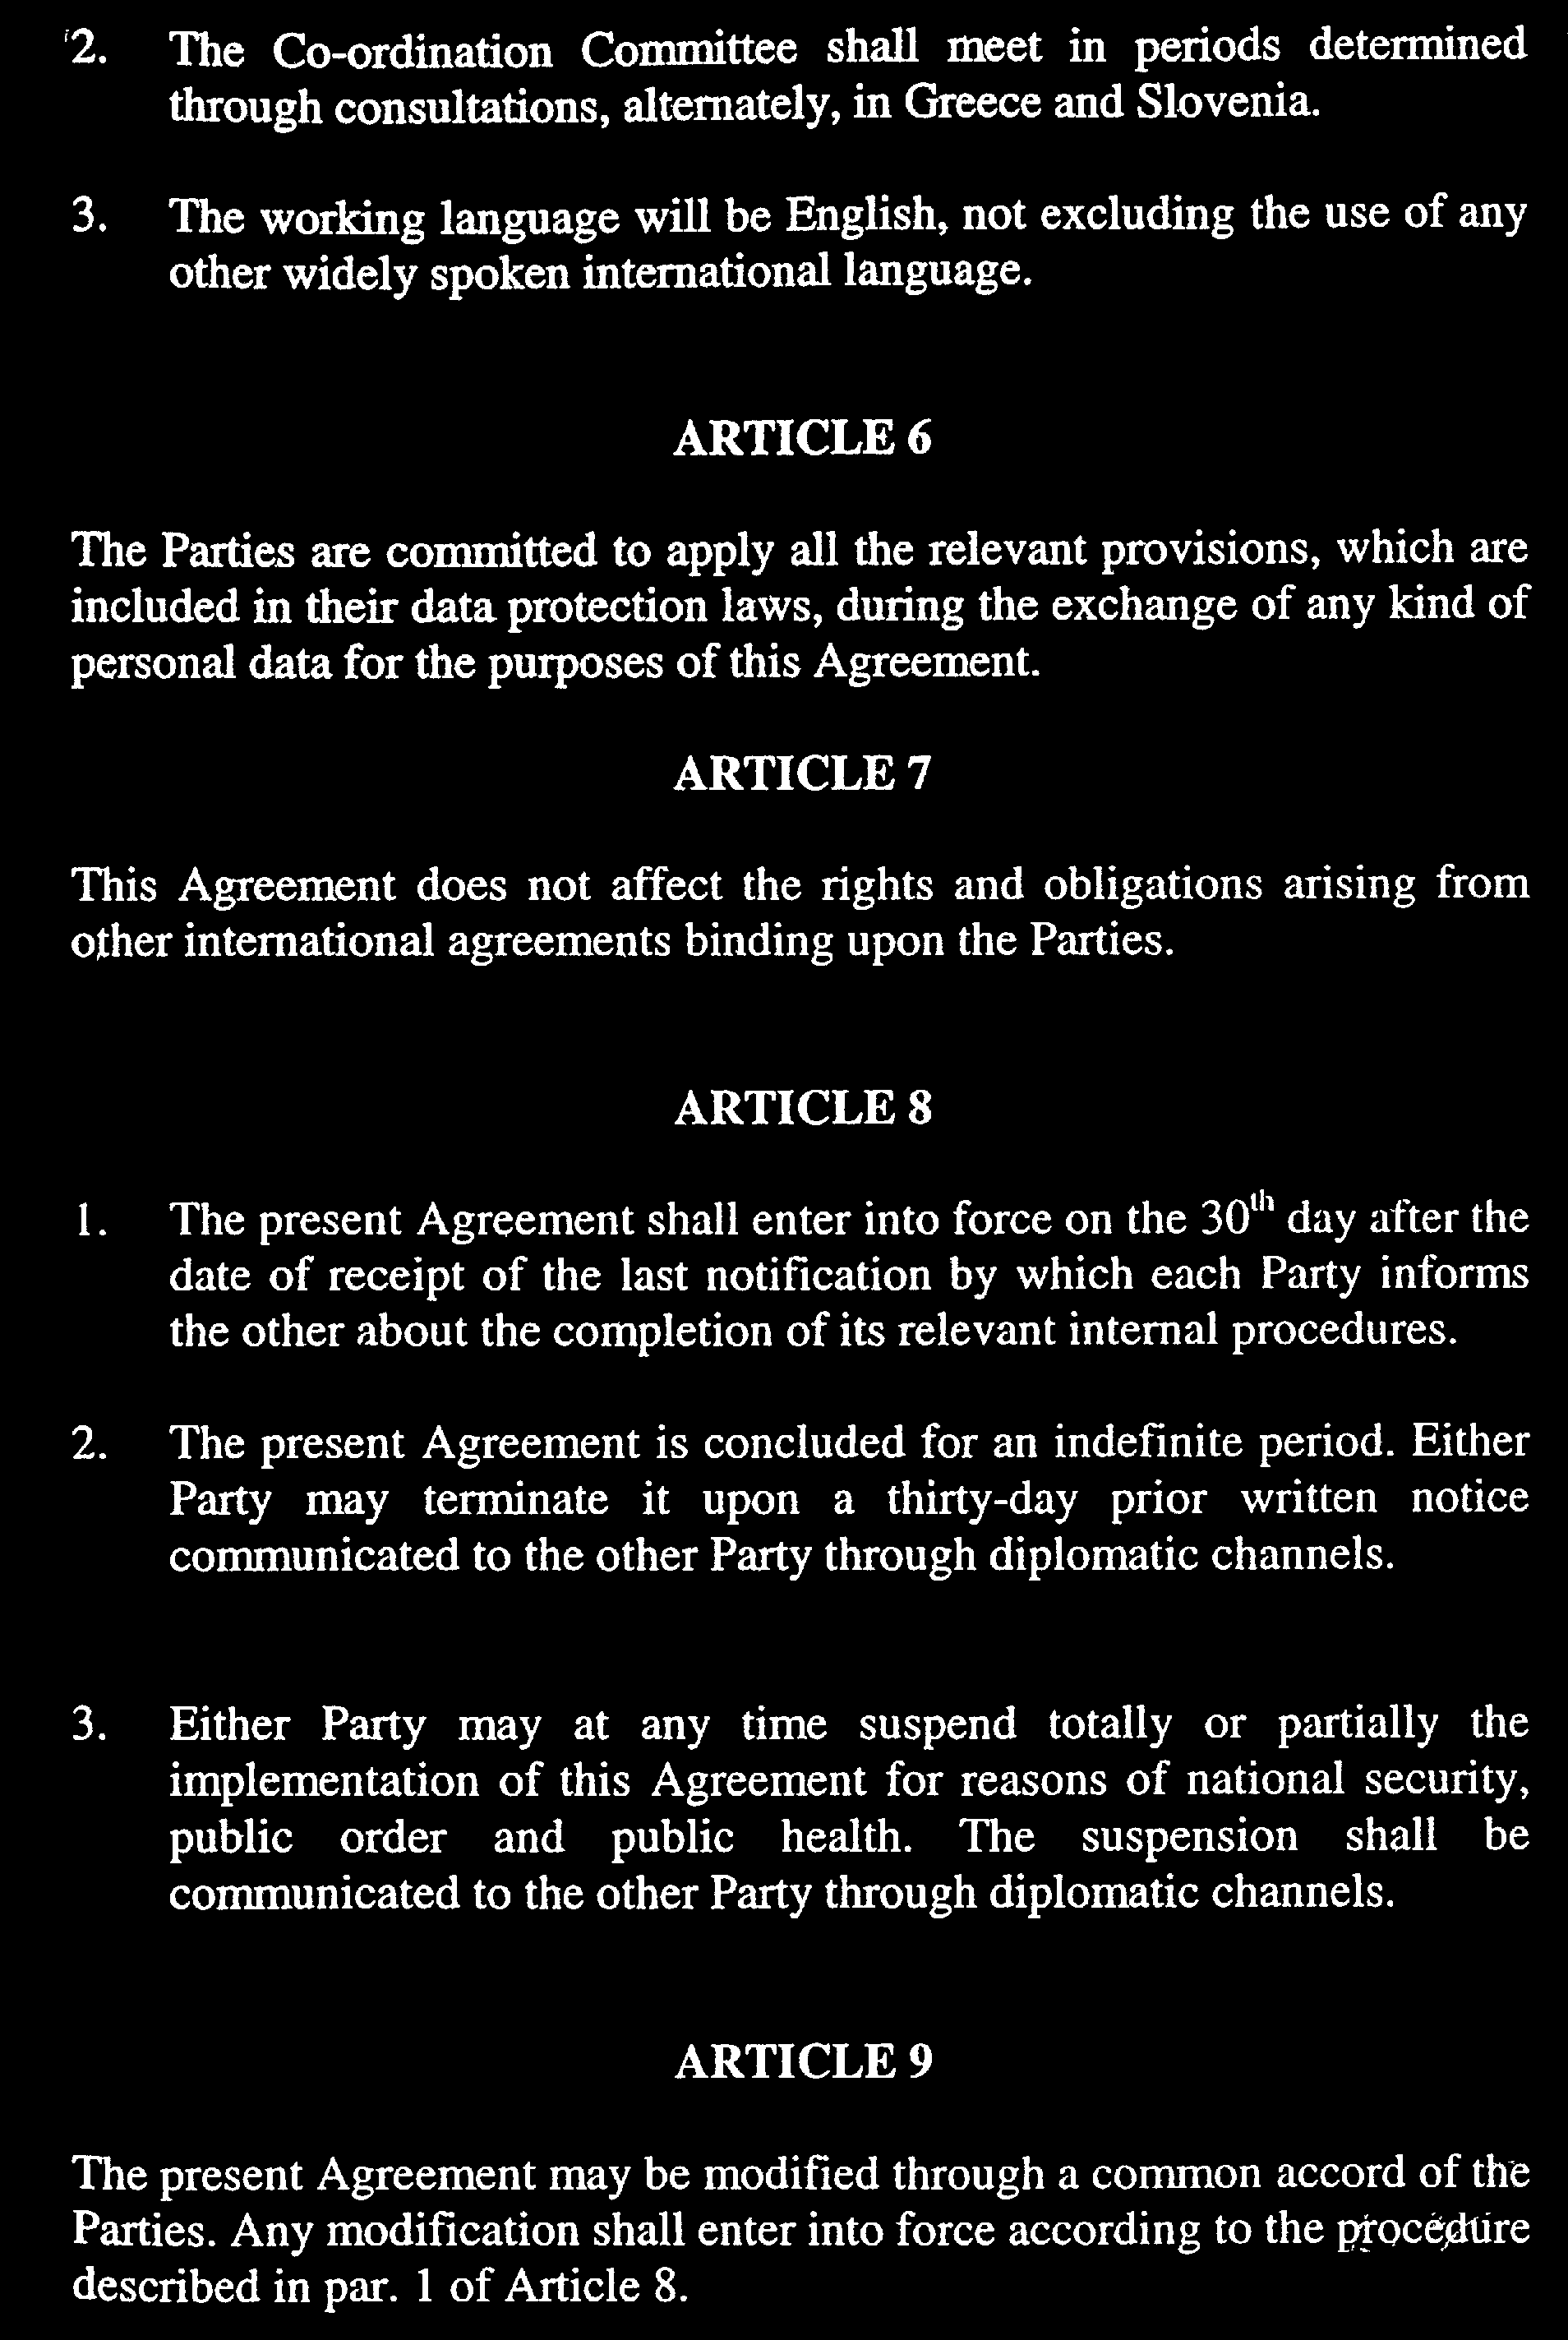 2. The Co-ordination Committee shall meet in periods determined
through consultations, alternately, in Greece and Slovenia.
3. The working language will be English, not excluding the use of any
other widely spoken international language.
ARTICLE 6
The Parties are committed to apply all the relevant provisions, which are
included in their data protection laws, during the exchange of any kind of
personal data for the purposes of this Agreement.
ARTICLE 7
This Agreement does not affect the rights and obligations arising from
other international agreements binding upon the Parties.
ARTICLE 8
1. The present Agreement shall enter into force on the 30th day after the
date of receipt of the last notification by which each Party informs
the other about the completion of its relevant internal procedures.
2. The present Agreement is concluded for an indefinite period. Either
Party may terminate it upon a thirty-day prior written notice
communicated to the other Party through diplomatic channels.
3. Either Party may at any time suspend totally or partially the
implementation of this Agreement for reasons of national security,
public order and public health. The suspension shall be
communicated to the other Party through diplomatic channels.
ARTICLE 9
The present Agreement may be modified through a common accord of the
Parties. Any modification shall enter into force according to the procedure
described in par. 1 of Article 8.